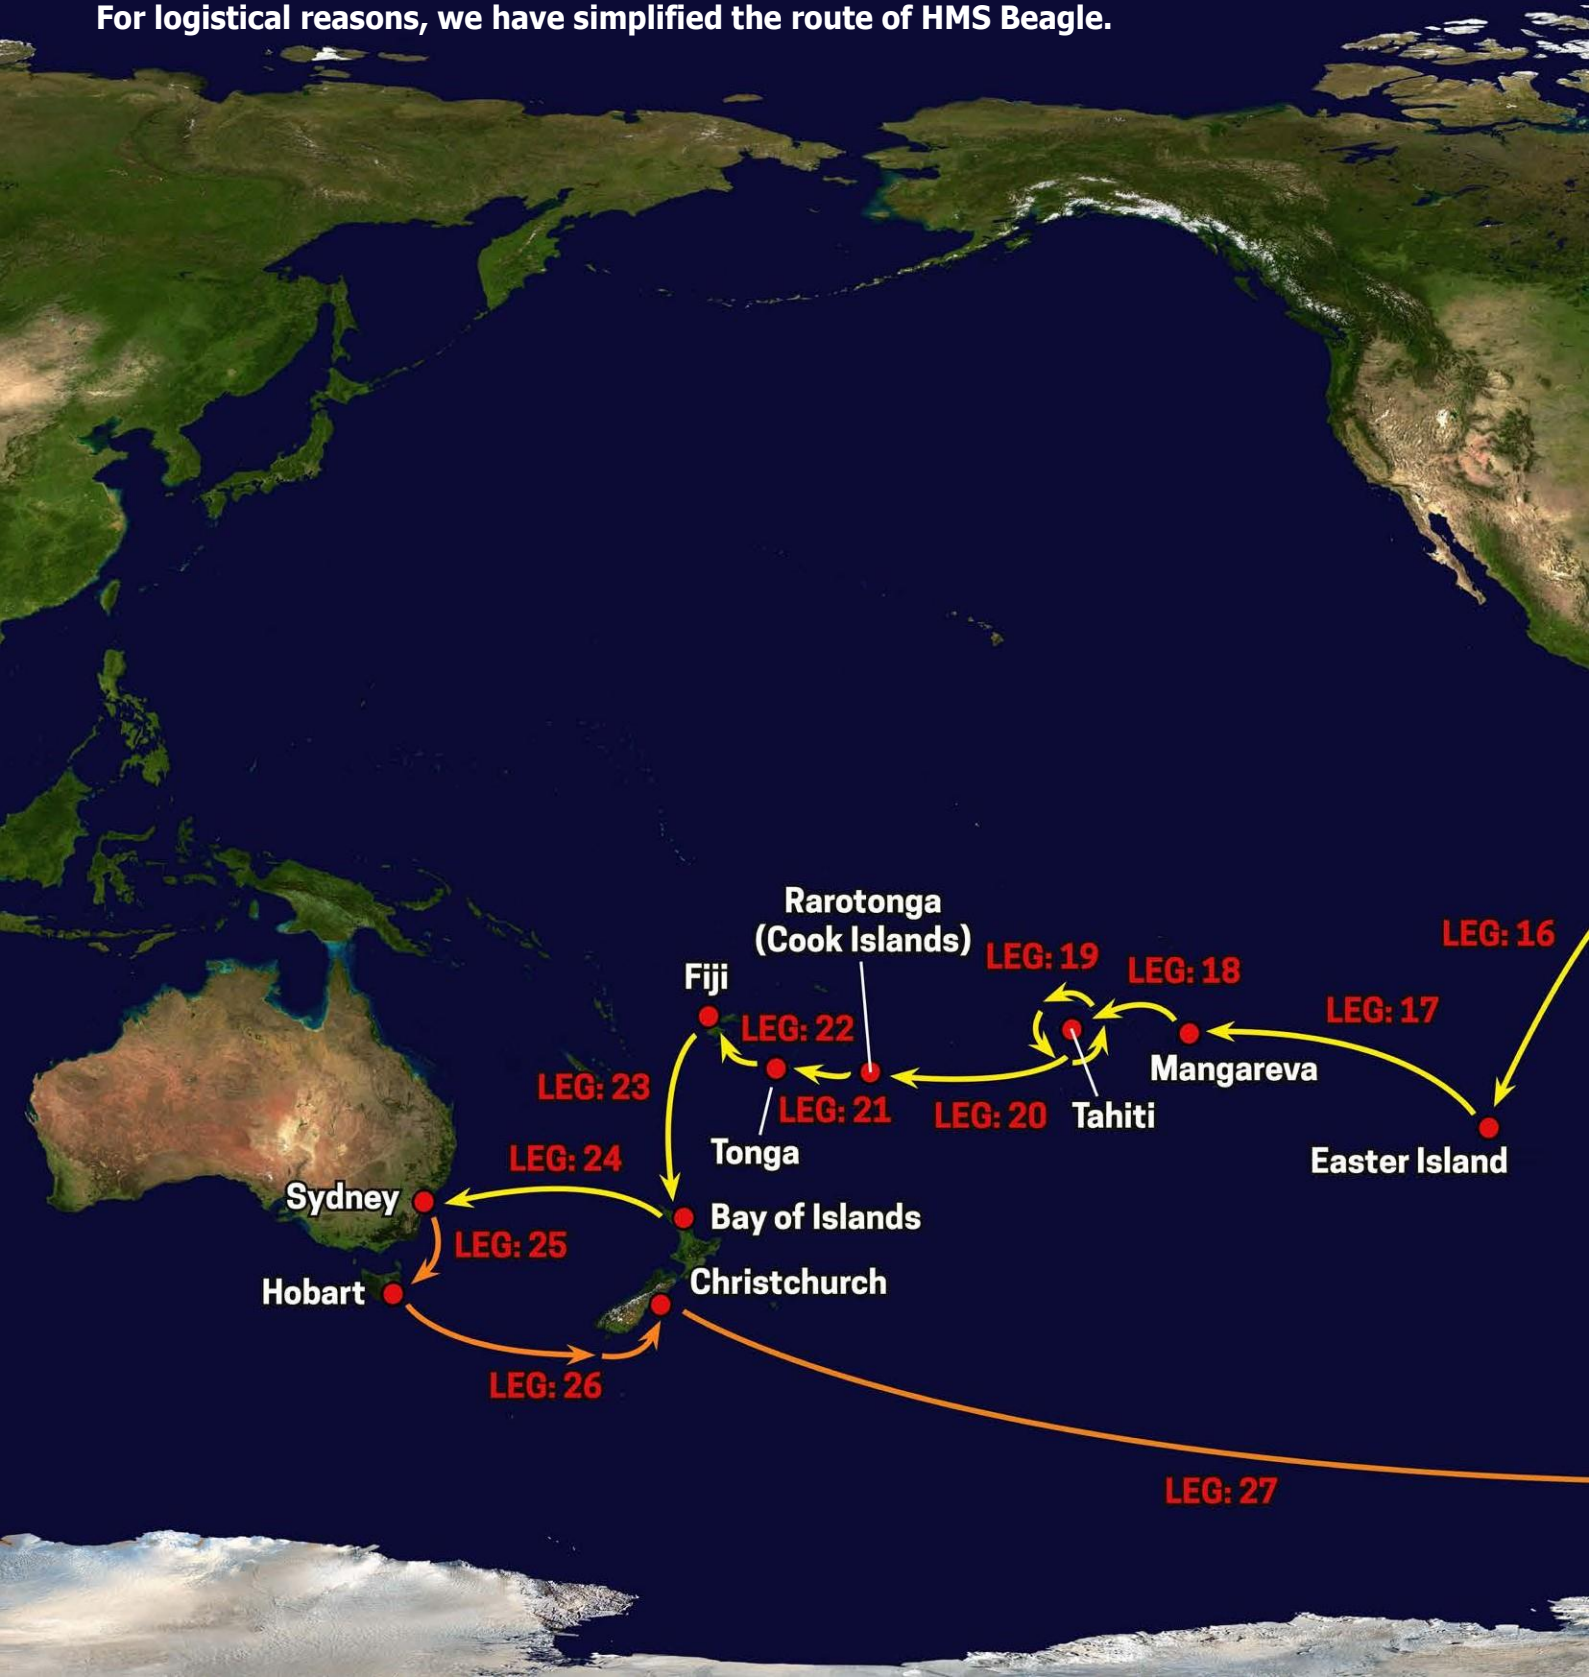 For logistical reasons, we have simplified the route of HMS Beagle.
Rarotonga
(Cook Islands)
LEG: 16
LEG: 19
LEG: 18
Fiji
LEG: 17
LEG: 22
Mangareva
LEG: 23
LEG: 21
LEG: 20
Tahiti
Tonga
Easter Island
LEG: 24
Sydney
Bay of Islands
LEG: 25
Christchurch
Hobart
LEG: 26
LEG: 27